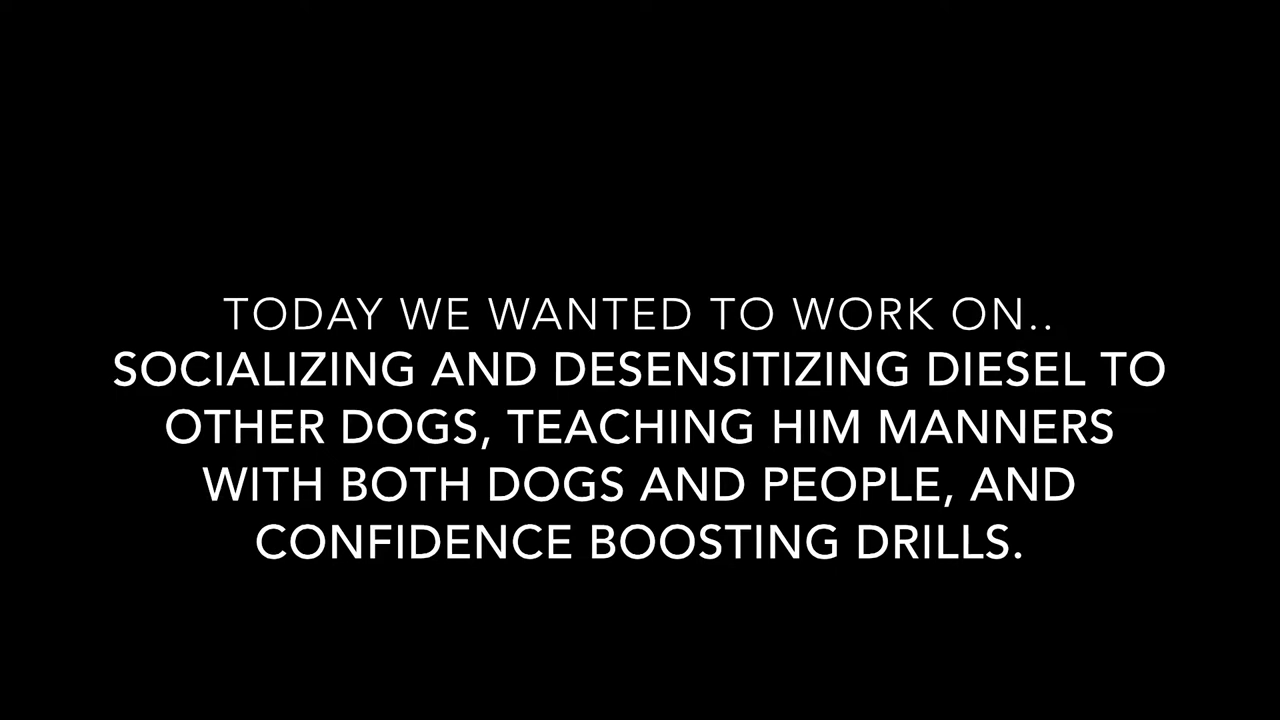 TODAY WE WANTED TO WORK ON..
SOCIALIZING AND DESENSITIZING DIESEL TO
OTHER DOGS, TEACHING HIM MANNERS
WITH BOTH DOGS AND PEOPLE, AND
CONFIDENCE BOOSTING DRILLS.